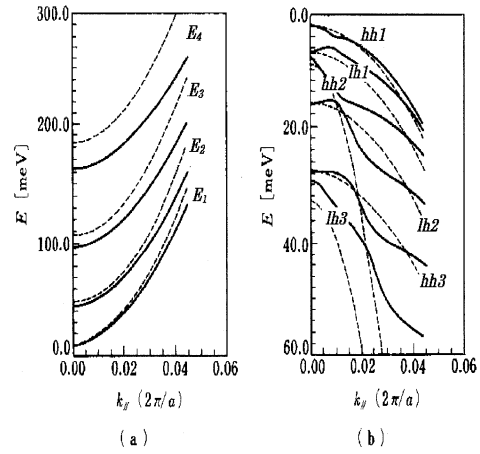 300.0
200.0
100.0
0.0
E [meV]
E4
E3
E2
E1
0.00 0.02 0.04 0.06
k// (2π/a)
(a)
0.0
20.0
40.0
60.0
E [meV]
hh1
lh1
hh2
lh2
lh3
hh3
0.00 0.02 0.04 0.06
k// (2π/a)
(b)